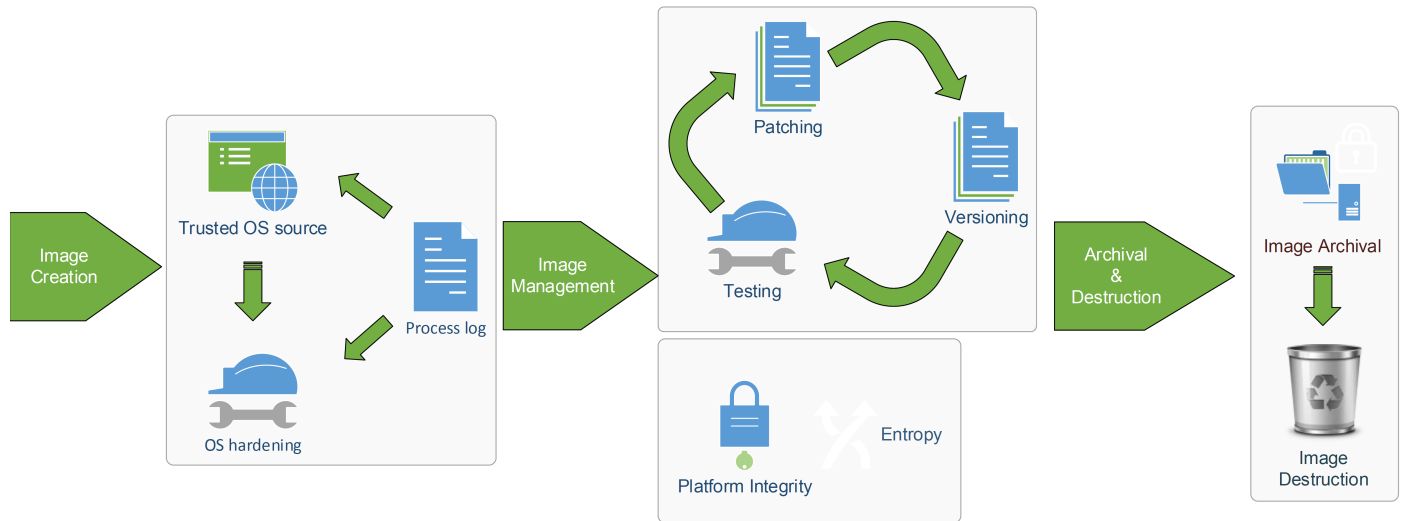 Image
Creation
Trusted OS source
Process log
OS hardening
Image
Management
Patching
Versioning
Testing
Platform Integrity
Entropy
Archival
&
Destruction
Image Archival
Image
Destruction